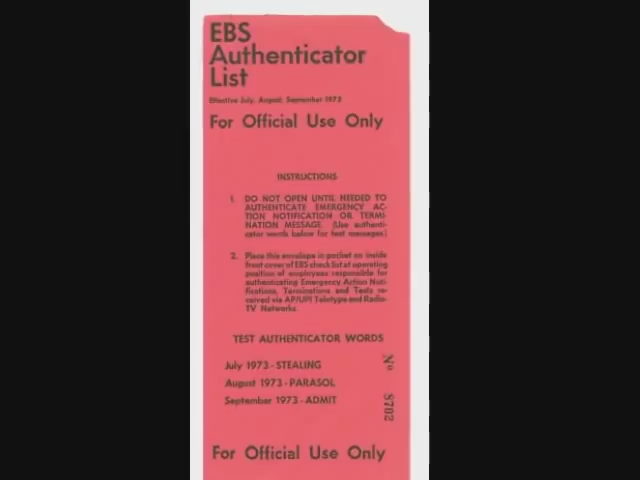 EBS
Authenticator
List
Effective July, August, September 1973
For Official Use Only
INSTRUCTIONS
1. DO NOT OPEN UNTIL NEEDED TO
AUTHENTICATE EMERGENCY AC-
TION NOTIFICATION OR TERMI-
NATION MESSAGE. (Use authenti-
cator words below for test messages.)
2. Place this envelope in pocket on inside
front cover of EBS check list at operating
position of employees responsible for
authenticating Emergency Action Noti-
fications, Terminations and Tests re-
ceived via AP/UPI Teletype and Radio-
TV Networks.
TEST AUTHENTICATOR WORDS
July 1973 - STEALING
August 1973 - PARASOL
September 1973 - ADMIT
Nº 8702
For Official Use Only